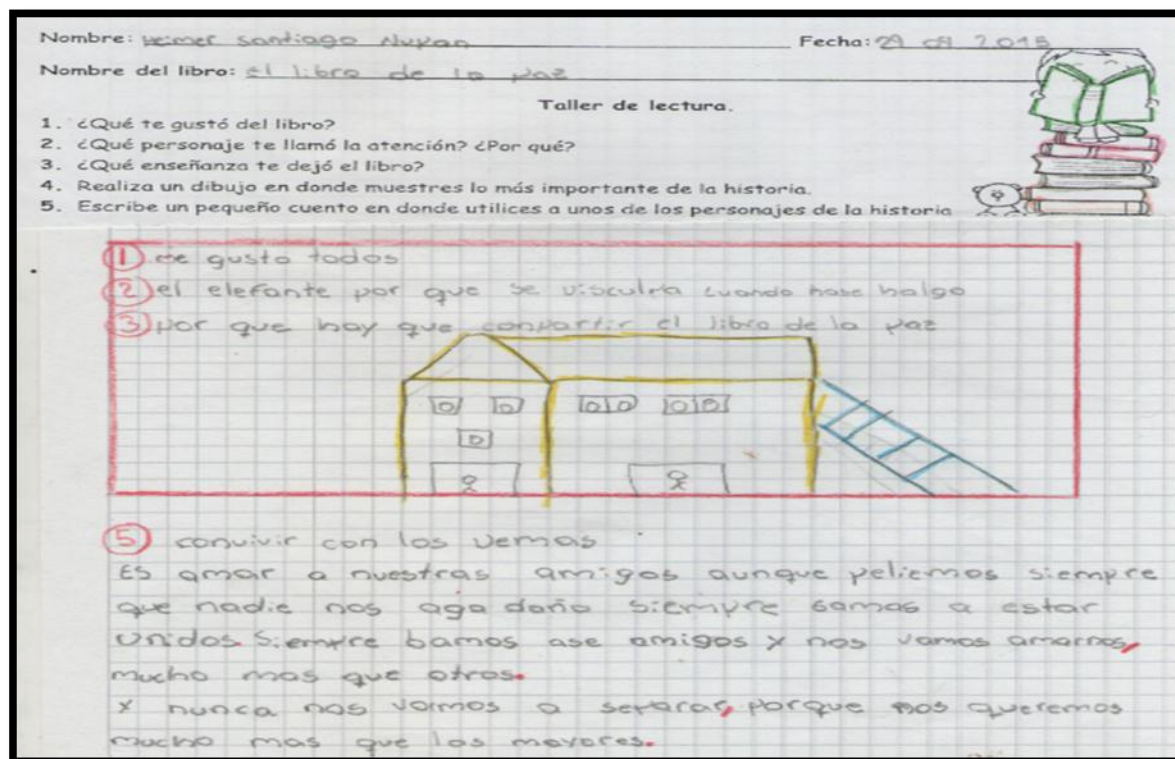 Nombre: Heimer Santiago
Fecha: 29 09 2015
Nombre del libro: el libro de la paz
Taller de lectura.
1. ¿Qué te gustó del libro?
2. ¿Qué personaje te llamó la atención? ¿Por qué?
3. ¿Qué enseñanza te dejó el libro?
4. Realiza un dibujo en donde muestres lo más importante de la historia.
5. Escribe un pequeño cuento en donde utilices a unos de los personajes de la historia
① me gusto todos
② el elefante por que se cuando hase halgo
③ por que hay que conpartir el libro de la paz
⑤ convivir con los demas
Es amar a nuestras amigos aunque peliemos siempre
que nadie nos aga daño siempre bamos a estar
unidos. Siempre bamos ase amigos y nos vamos amarnos,
mucho mas que otros.
y nunca nos vamos a separar, porque nos queremos
mucho mas que los mayores.